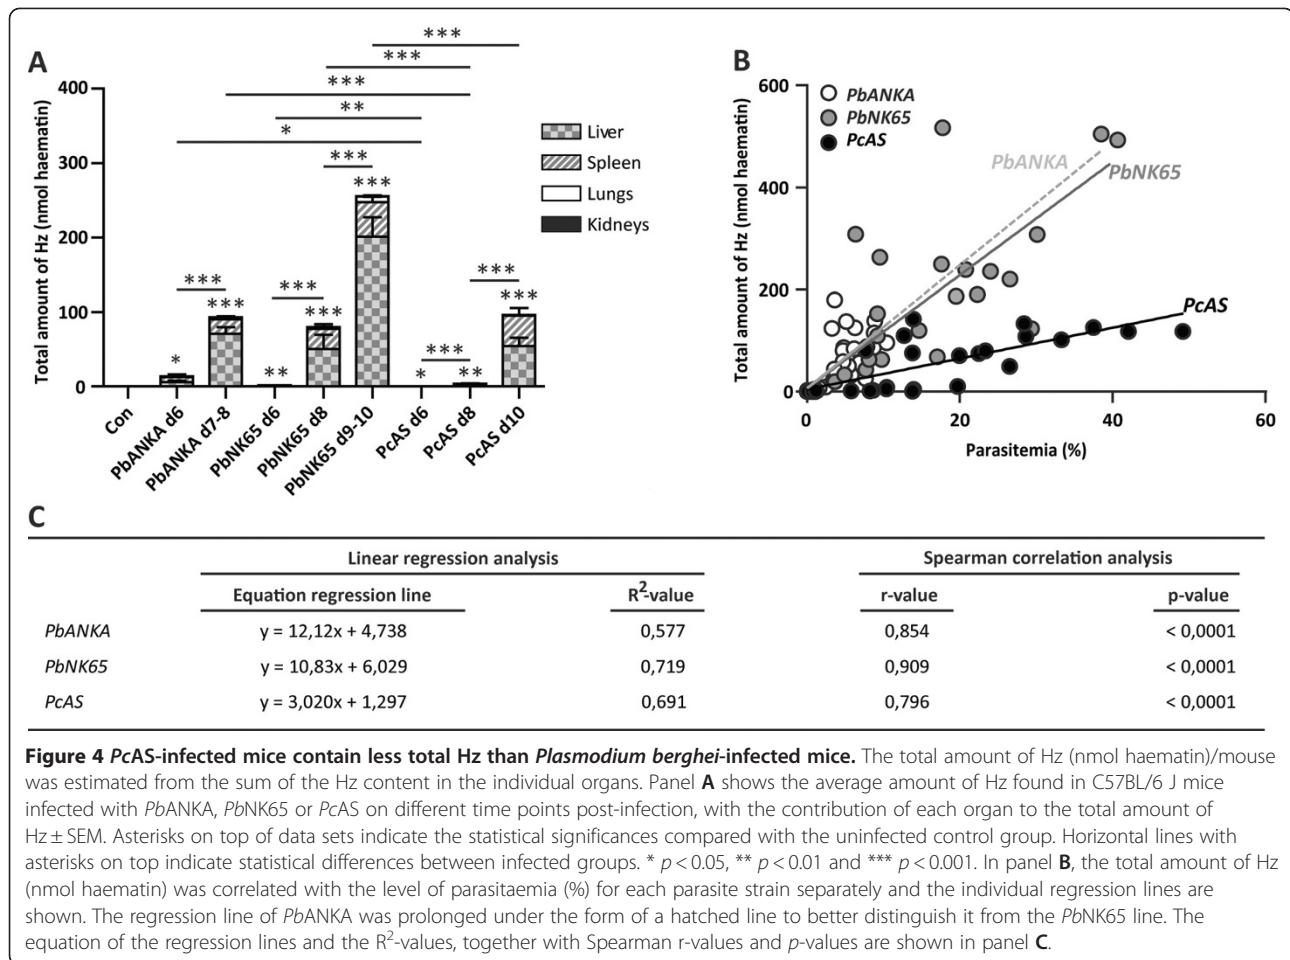 A
Total amount of Hz (nmol haematin)
400
300
200
100
0
***
***
***
**
*
***
***
***
***
***
***
***
***
***
***
*
**
*
**
Liver
Spleen
Lungs
Kidneys
Con
PbANKA d6
PbANKA d7-8
PbNK65 d6
PbNK65 d8
PbNK65 d9-10
PcAS d6
PcAS d8
PcAS d10
B
Total amount of Hz (nmol haematin)
600
400
200
0
PbANKA
PbNK65
PcAS
PbANKA
PbNK65
PcAS
0 20 40 60
Parasitemia (%)
C
Linear regression analysis Spearman correlation analysis
Equation regression line R²-value r-value p-value
PbANKA y = 12,12x + 4,738 0,577 0,854 < 0,0001
PbNK65 y = 10,83x + 6,029 0,719 0,909 < 0,0001
PcAS y = 3,020x + 1,297 0,691 0,796 < 0,0001
Figure 4 PcAS-infected mice contain less total Hz than Plasmodium berghei-infected mice. The total amount of Hz (nmol haematin)/mouse
was estimated from the sum of the Hz content in the individual organs. Panel A shows the average amount of Hz found in C57BL/6 J mice
infected with PbANKA, PbNK65 or PcAS on different time points post-infection, with the contribution of each organ to the total amount of
Hz ± SEM. Asterisks on top of data sets indicate the statistical significances compared with the uninfected control group. Horizontal lines with
asterisks on top indicate statistical differences between infected groups. * p < 0.05, ** p < 0.01 and *** p < 0.001. In panel B, the total amount of Hz
(nmol haematin) was correlated with the level of parasitaemia (%) for each parasite strain separately and the individual regression lines are
shown. The regression line of PbANKA was prolonged under the form of a hatched line to better distinguish it from the PbNK65 line. The
equation of the regression lines and the R²-values, together with Spearman r-values and p-values are shown in panel C.